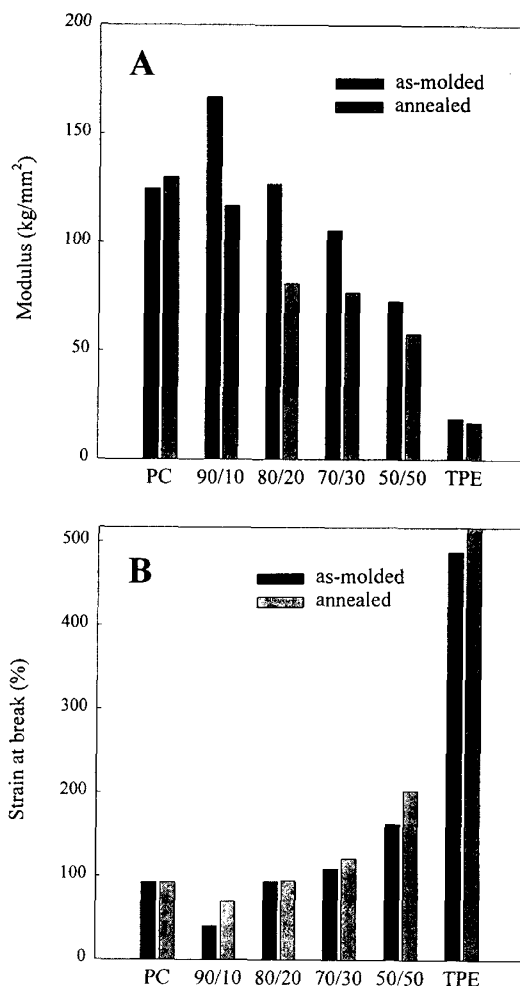 200
A
as-molded
annealed
150
100
50
0
Modulus (kg/mm²)
PC 90/10 80/20 70/30 50/50 TPE
500
B
as-molded
annealed
400
300
200
100
0
Strain at break (%)
PC 90/10 80/20 70/30 50/50 TPE